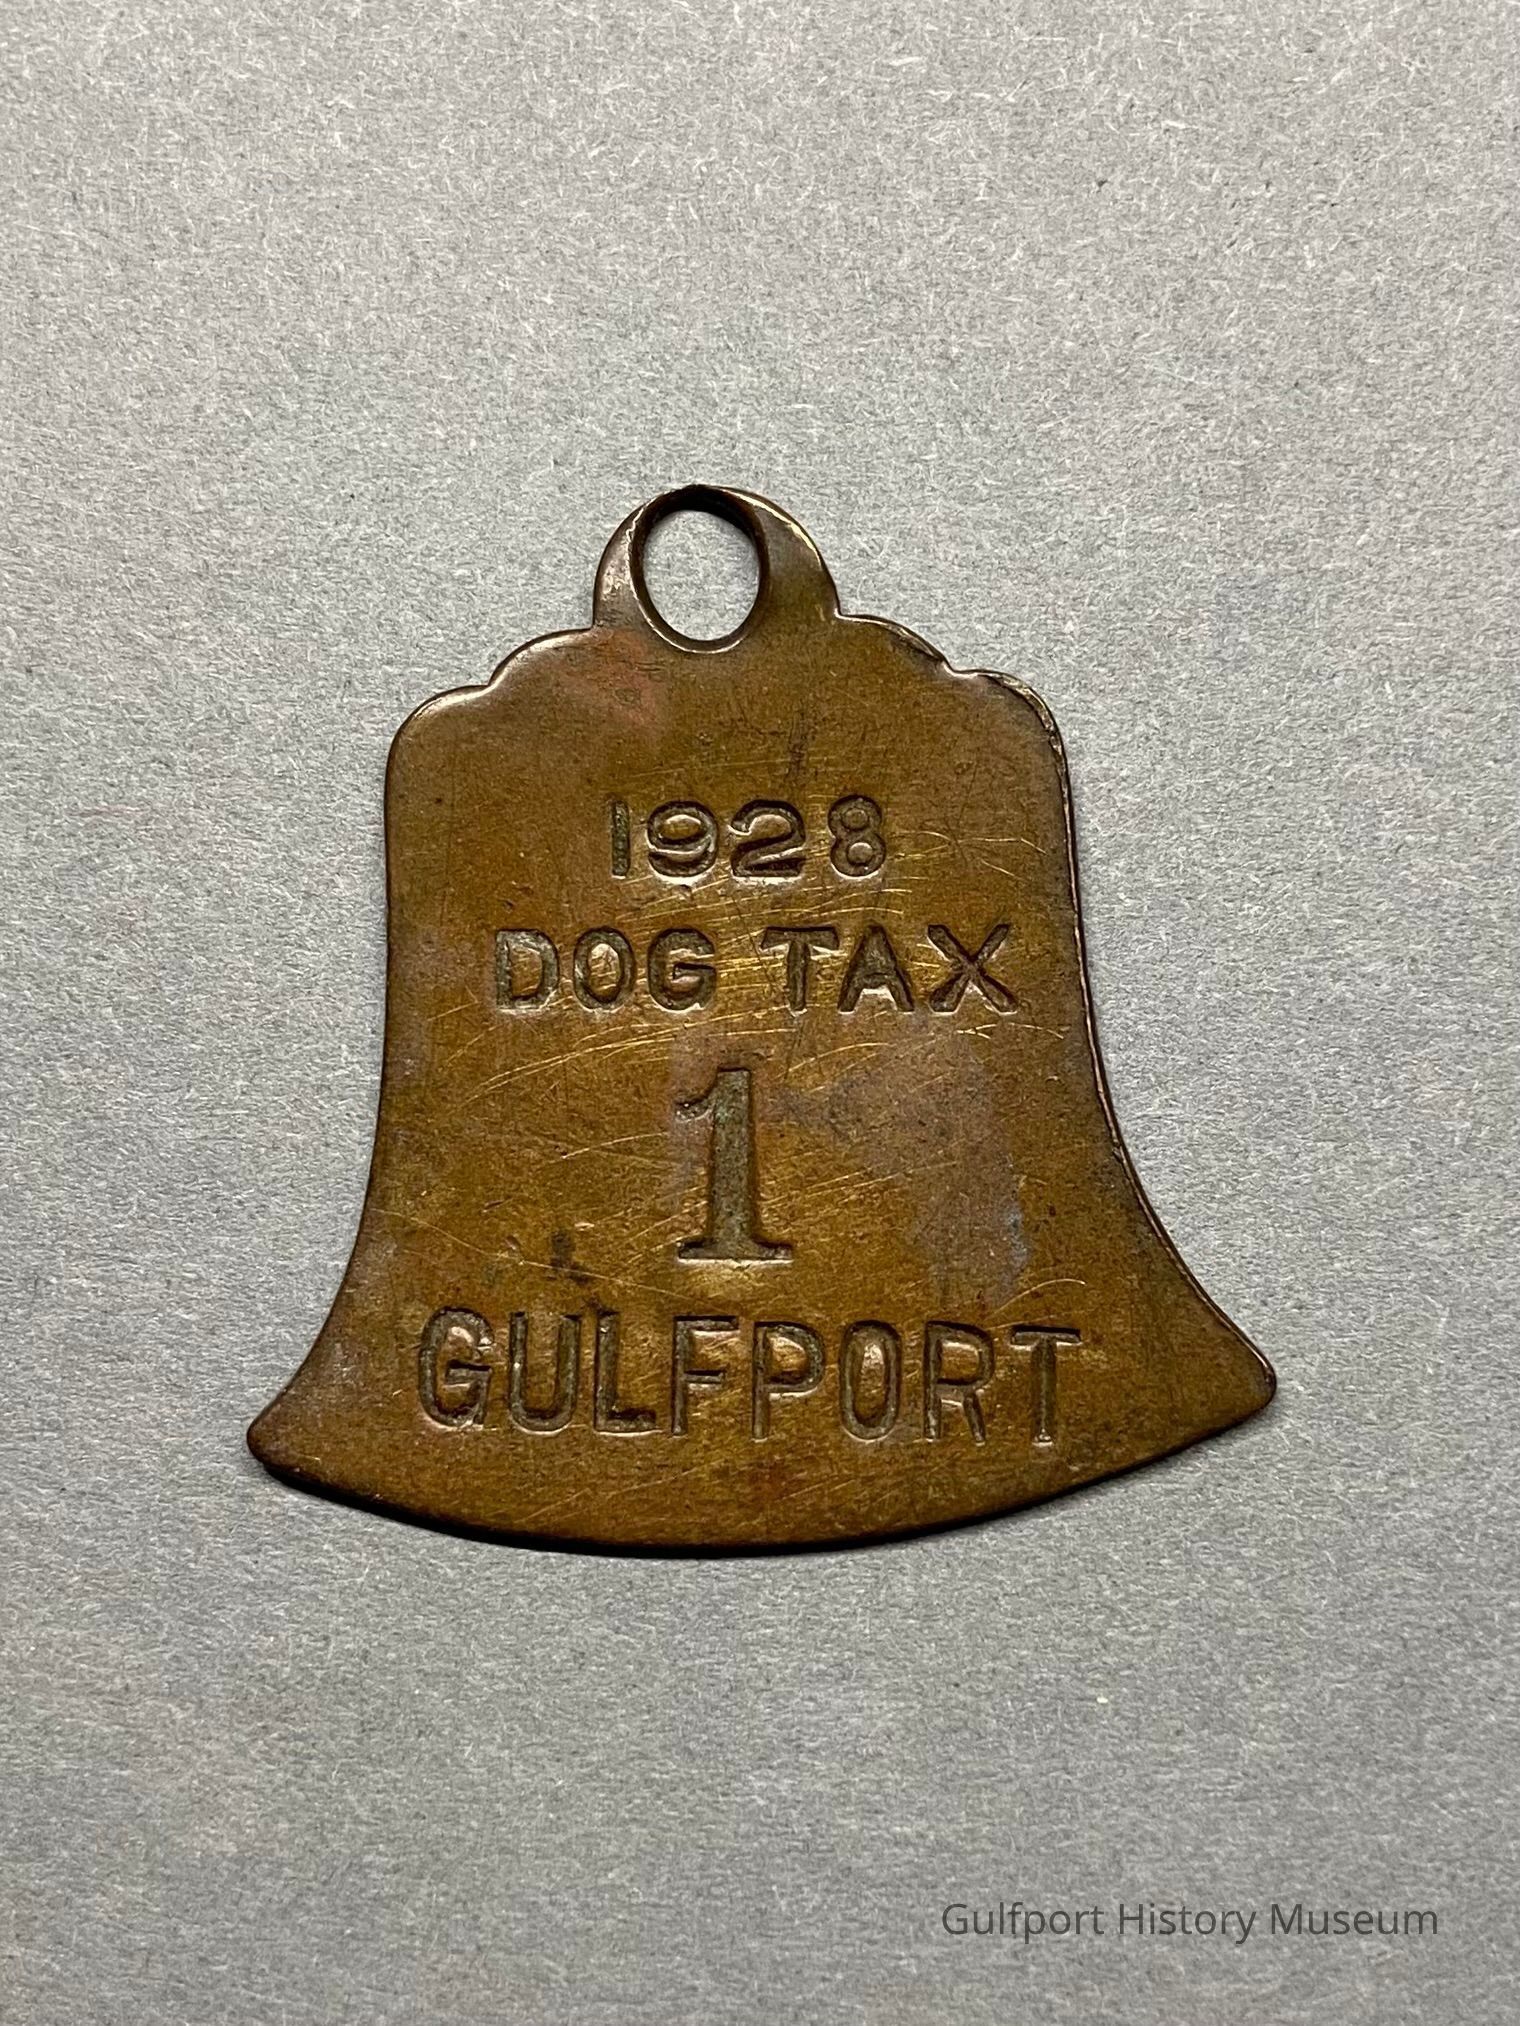 1928
DOG TAX
1
GULFPORT
Gulfport History Museum